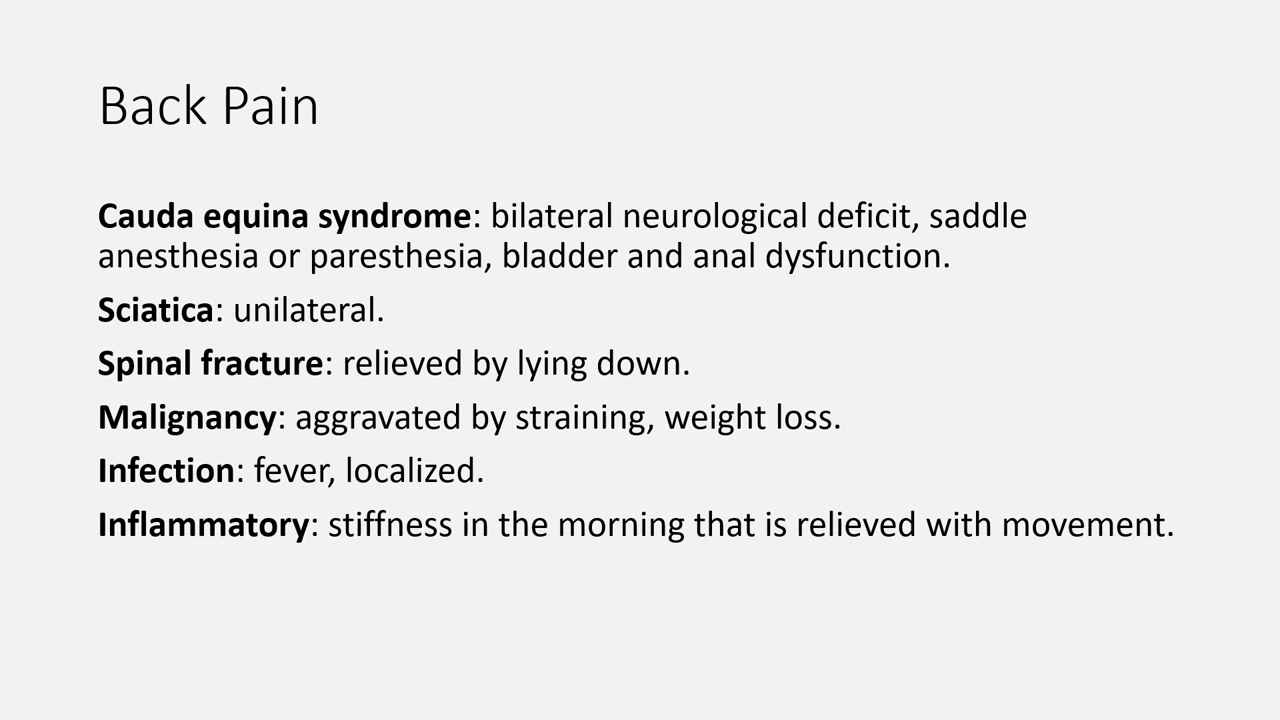 Back Pain
Cauda equina syndrome: bilateral neurological deficit, saddle
anesthesia or paresthesia, bladder and anal dysfunction.
Sciatica: unilateral.
Spinal fracture: relieved by lying down.
Malignancy: aggravated by straining, weight loss.
Infection: fever, localized.
Inflammatory: stiffness in the morning that is relieved with movement.